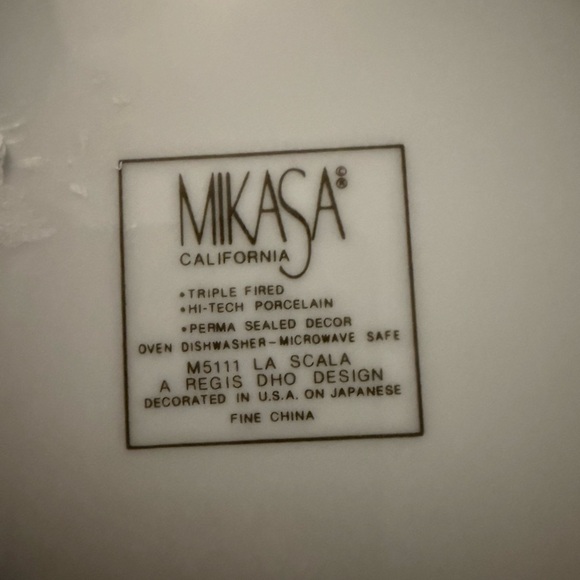 MIKASA ©®
CALIFORNIA
•TRIPLE FIRED
•HI-TECH PORCELAIN
•PERMA SEALED DECOR
OVEN DISHWASHER-MICROWAVE SAFE
M5111 LA SCALA
A REGIS DHO DESIGN
DECORATED IN U.S.A. ON JAPANESE
FINE CHINA